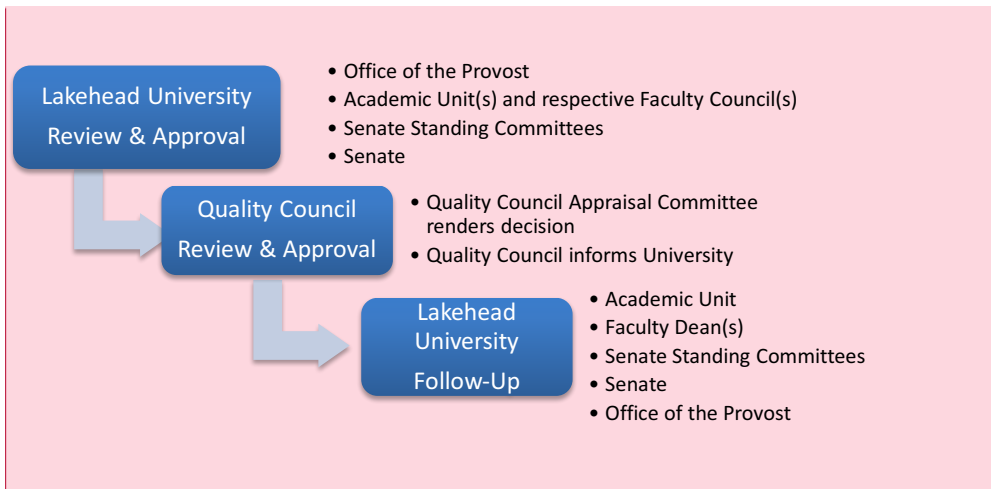 Lakehead University
Review & Approval
• Office of the Provost
• Academic Unit(s) and respective Faculty Council(s)
• Senate Standing Committees
• Senate
Quality Council
Review & Approval
• Quality Council Appraisal Committee
renders decision
• Quality Council informs University
Lakehead
University
Follow-Up
• Academic Unit
• Faculty Dean(s)
• Senate Standing Committees
• Senate
• Office of the Provost